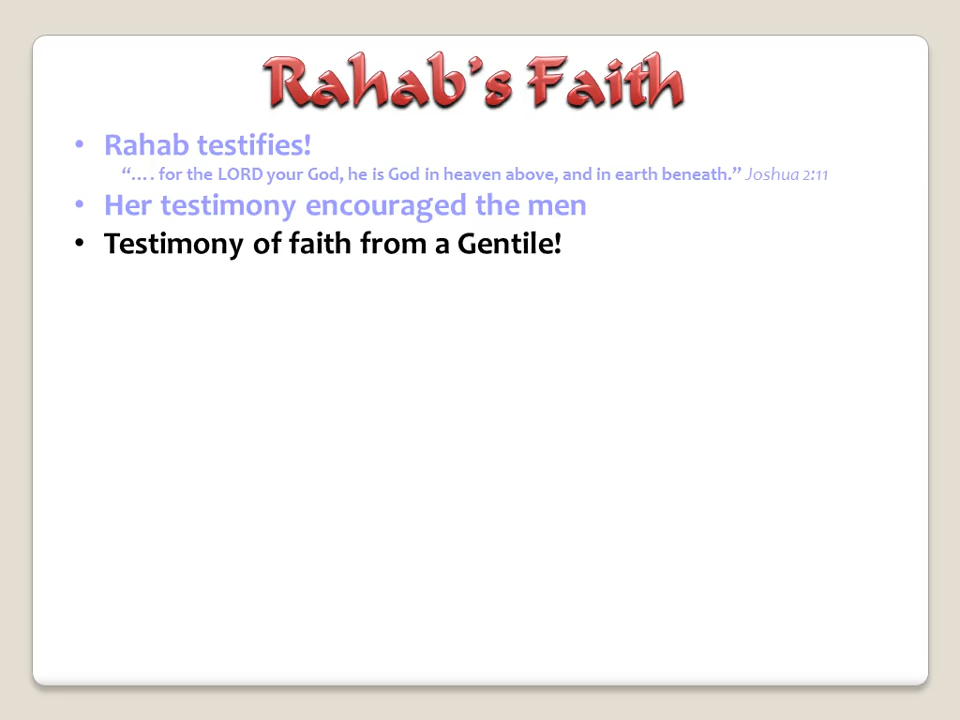 Rahab’s Faith
• Rahab testifies!
“…. for the LORD your God, he is God in heaven above, and in earth beneath.” Joshua 2:11
• Her testimony encouraged the men
• Testimony of faith from a Gentile!